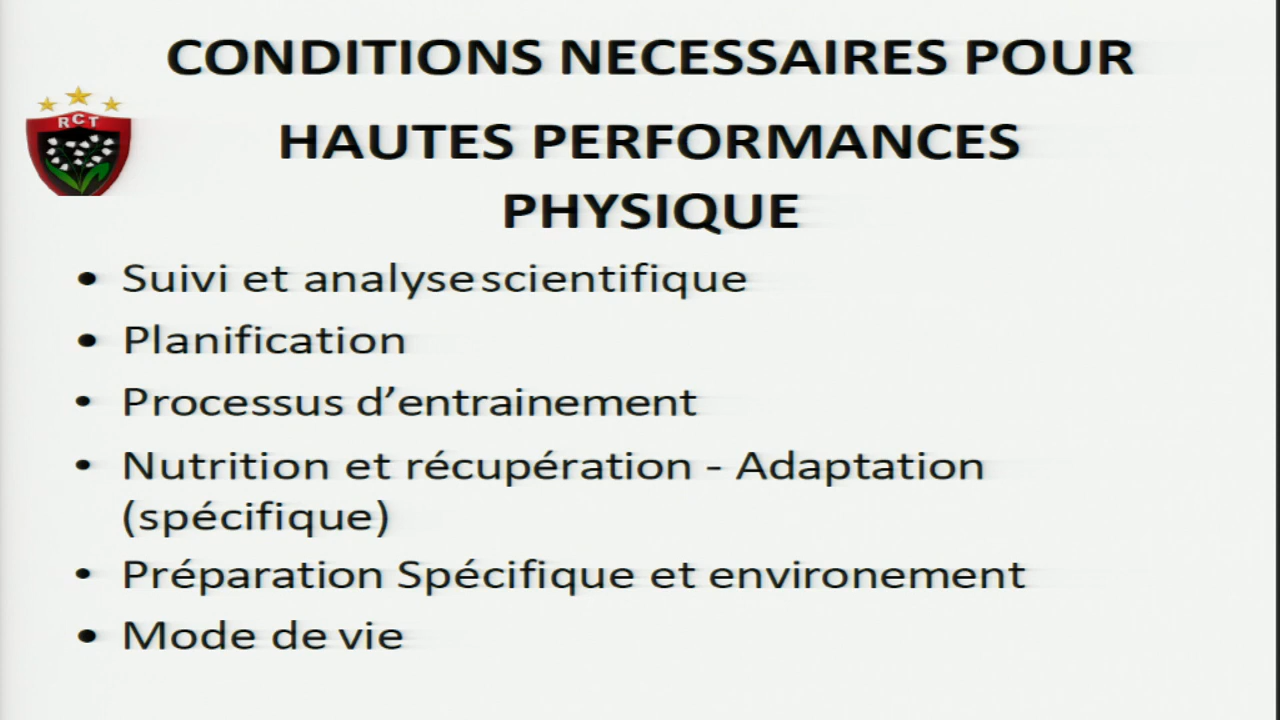 CONDITIONS NECESSAIRES POUR
HAUTES PERFORMANCES
PHYSIQUE
RCT
• Suivi et analyse scientifique
• Planification
• Processus d’entrainement
• Nutrition et récupération - Adaptation
(spécifique)
• Préparation Spécifique et environement
• Mode de vie